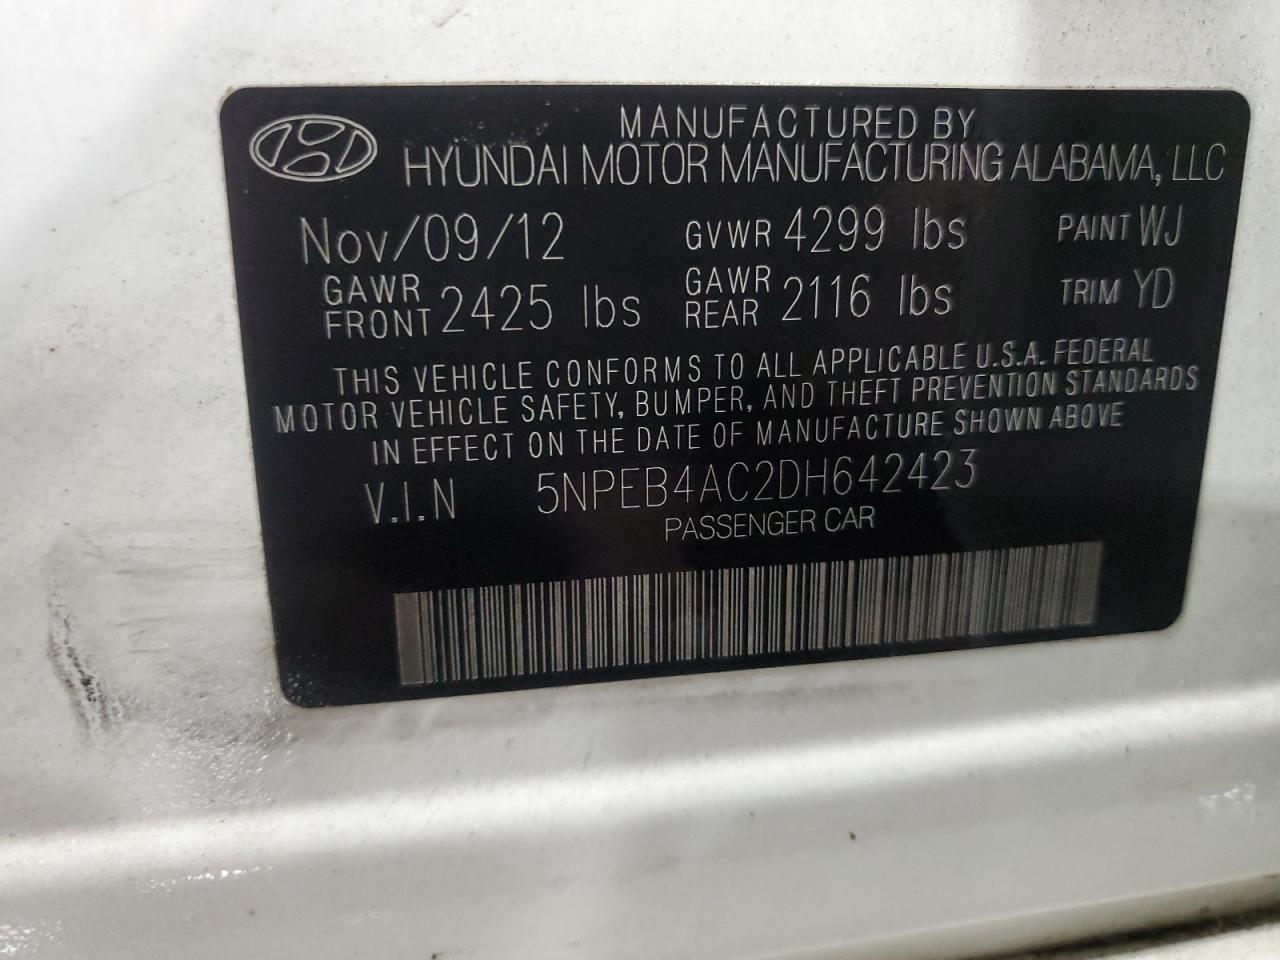 MANUFACTURED BY
HYUNDAI MOTOR MANUFACTURING ALABAMA, LLC
Nov/09/12 GVWR 4299 lbs PAINT WJ
GAWR FRONT 2425 lbs GAWR REAR 2116 lbs TRIM YD
THIS VEHICLE CONFORMS TO ALL APPLICABLE U.S.A. FEDERAL
MOTOR VEHICLE SAFETY, BUMPER, AND THEFT PREVENTION STANDARDS
IN EFFECT ON THE DATE OF MANUFACTURE SHOWN ABOVE
V.I.N 5NPEB4AC2DH642423
PASSENGER CAR